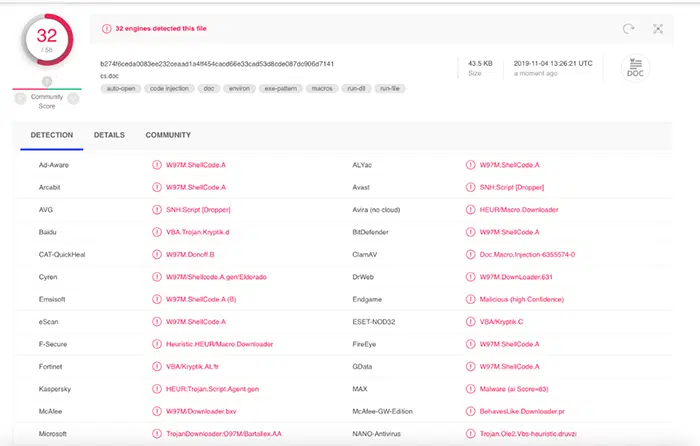 32
/ 58
32 engines detected this file
Community
Score
b274f6ceda0083ee232ceaad1a4ff454cacd66e33cad53d8cde087dc906d7141
cs.doc
auto-open code injection doc environ exe-pattern macros run-dll run-file
43.5 KB
Size
2019-11-04 13:26:21 UTC
a moment ago
DOC
DETECTION DETAILS COMMUNITY
Ad-Aware W97M.ShellCode.A ALYac W97M.ShellCode.A
Arcabit W97M.ShellCode.A Avast SNH:Script [Dropper]
AVG SNH:Script [Dropper] Avira (no cloud) HEUR/Macro.Downloader
Baidu VBA.Trojan.Kryptik.d BitDefender W97M.ShellCode.A
CAT-QuickHeal W97M.Donoff.B ClamAV Doc.Macro.Injection-6355574-0
Cyren W97M/Shellcode.A.gen!Eldorado DrWeb W97M.DownLoader.631
Emsisoft W97M.ShellCode.A (B) Endgame Malicious (high Confidence)
eScan W97M.ShellCode.A ESET-NOD32 VBA/Kryptik.C
F-Secure Heuristic.HEUR/Macro.Downloader FireEye W97M.ShellCode.A
Fortinet VBA/Kryptik.AL!tr GData W97M.ShellCode.A
Kaspersky HEUR:Trojan.Script.Agent.gen MAX Malware (ai Score=83)
McAfee W97M/Downloader.bxv McAfee-GW-Edition BehavesLike.Downloader.pr
Microsoft TrojanDownloader:O97M/Bartallex.AA NANO-Antivirus Trojan.Ole2.Vbs-heuristic.druvzi